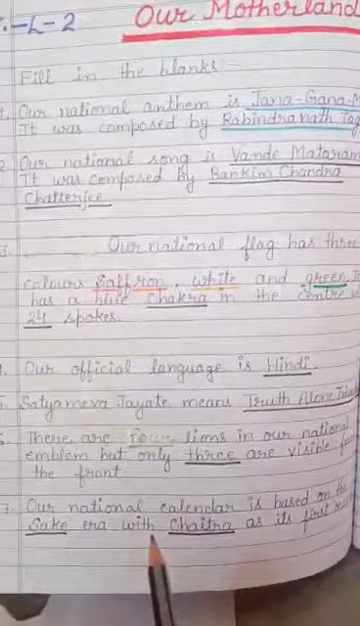 L-2 Our Motherland
Fill in the blanks
Our national anthem is Jana-Gana-
It was composed by Rabindranath
2. Our national song is Vande Mataram
It was composed By Bankim Chandra
Chatterjee
3. Our national flag has three
colours Saffron, white and green.
has a blue Chakra in the centre
24 spokes.
4. Our official language is Hindi.
Satyameva Jayate means Truth Alone
There are Four lions in our national
emblem but only three are visible
the front
7. Our national calendar is based on the
Sake era with Chaitra as its first